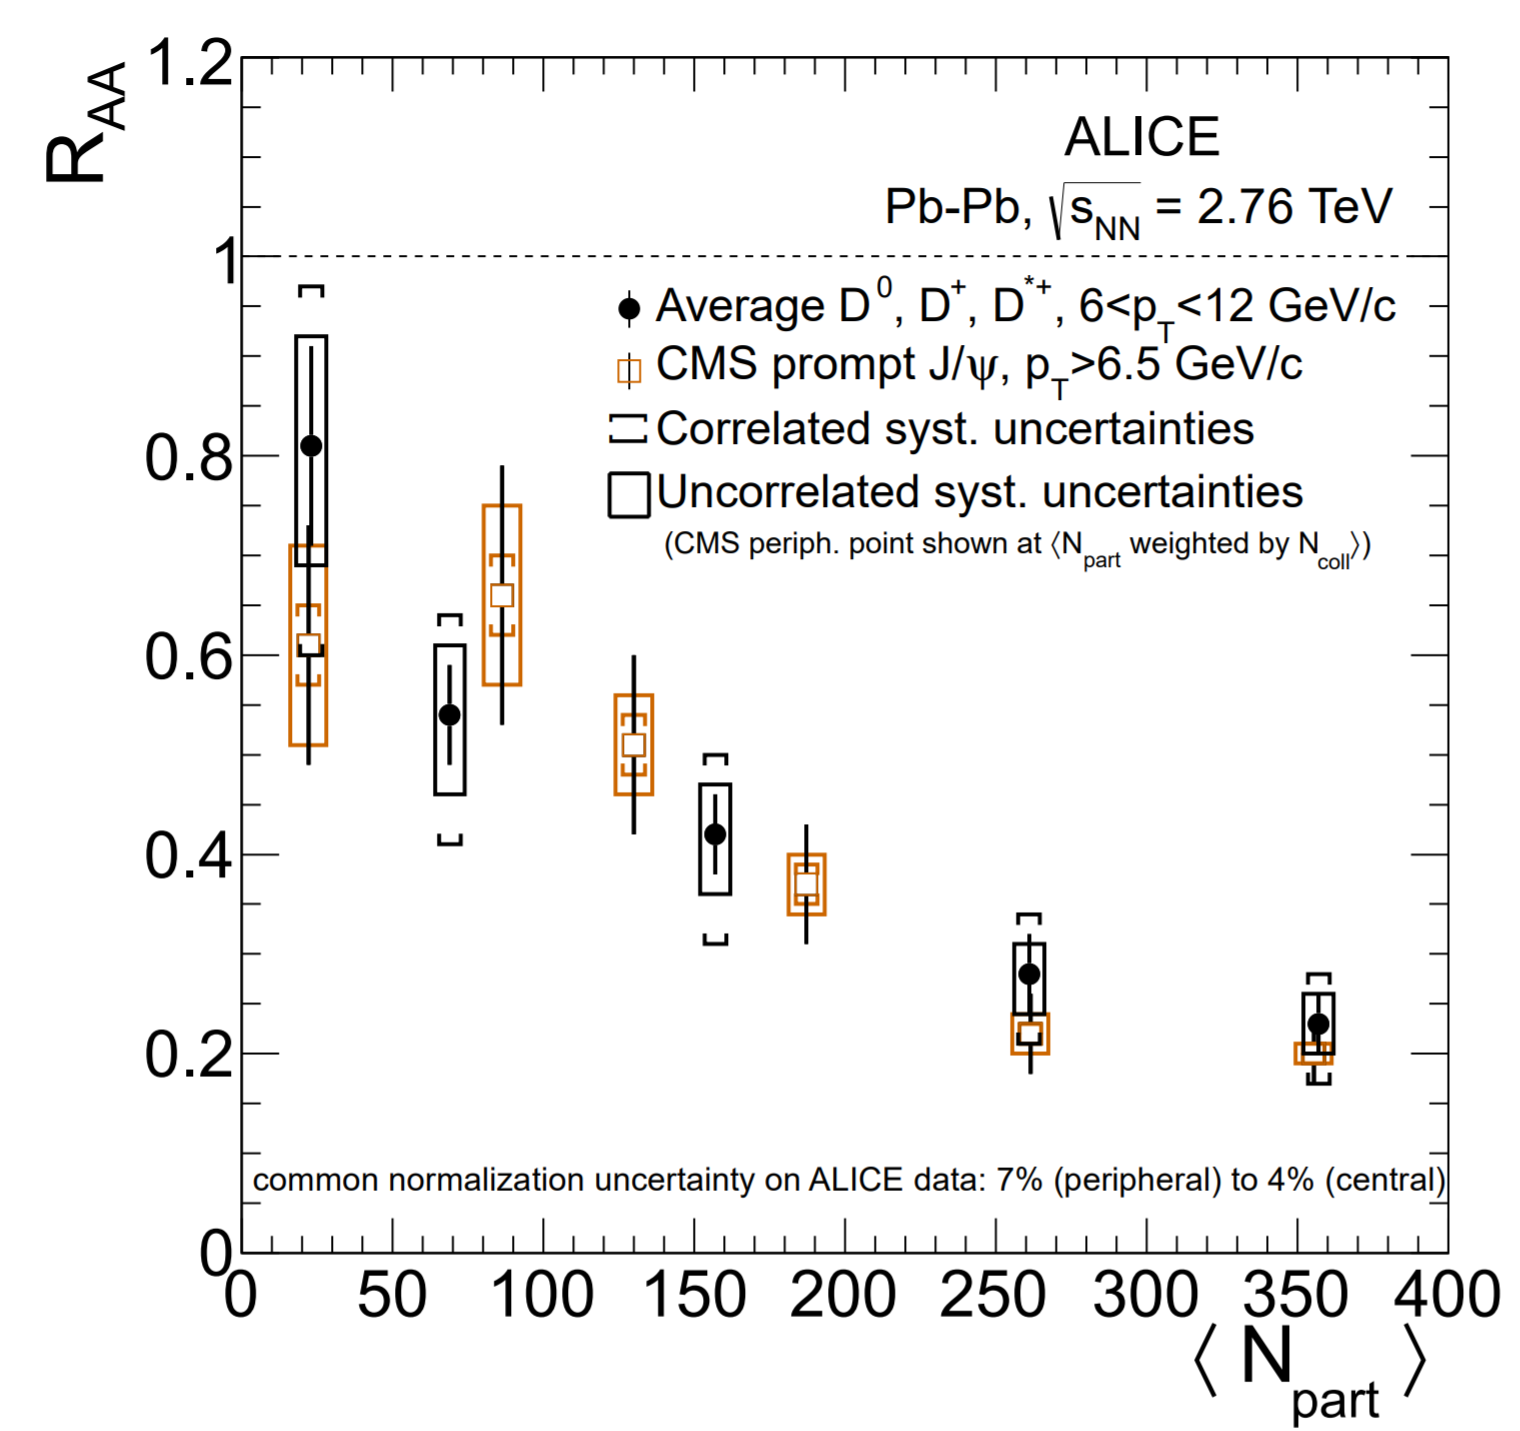 R_AA
1.2
1
0.8
0.6
0.4
0.2
0
ALICE
Pb-Pb, √s_NN = 2.76 TeV
Average D⁰, D⁺, D*⁺, 6<p_T<12 GeV/c
CMS prompt J/ψ, p_T>6.5 GeV/c
Correlated syst. uncertainties
Uncorrelated syst. uncertainties
(CMS periph. point shown at ⟨N_part weighted by N_coll⟩)
common normalization uncertainty on ALICE data: 7% (peripheral) to 4% (central)
0 50 100 150 200 250 300 350 400
⟨ N_part ⟩